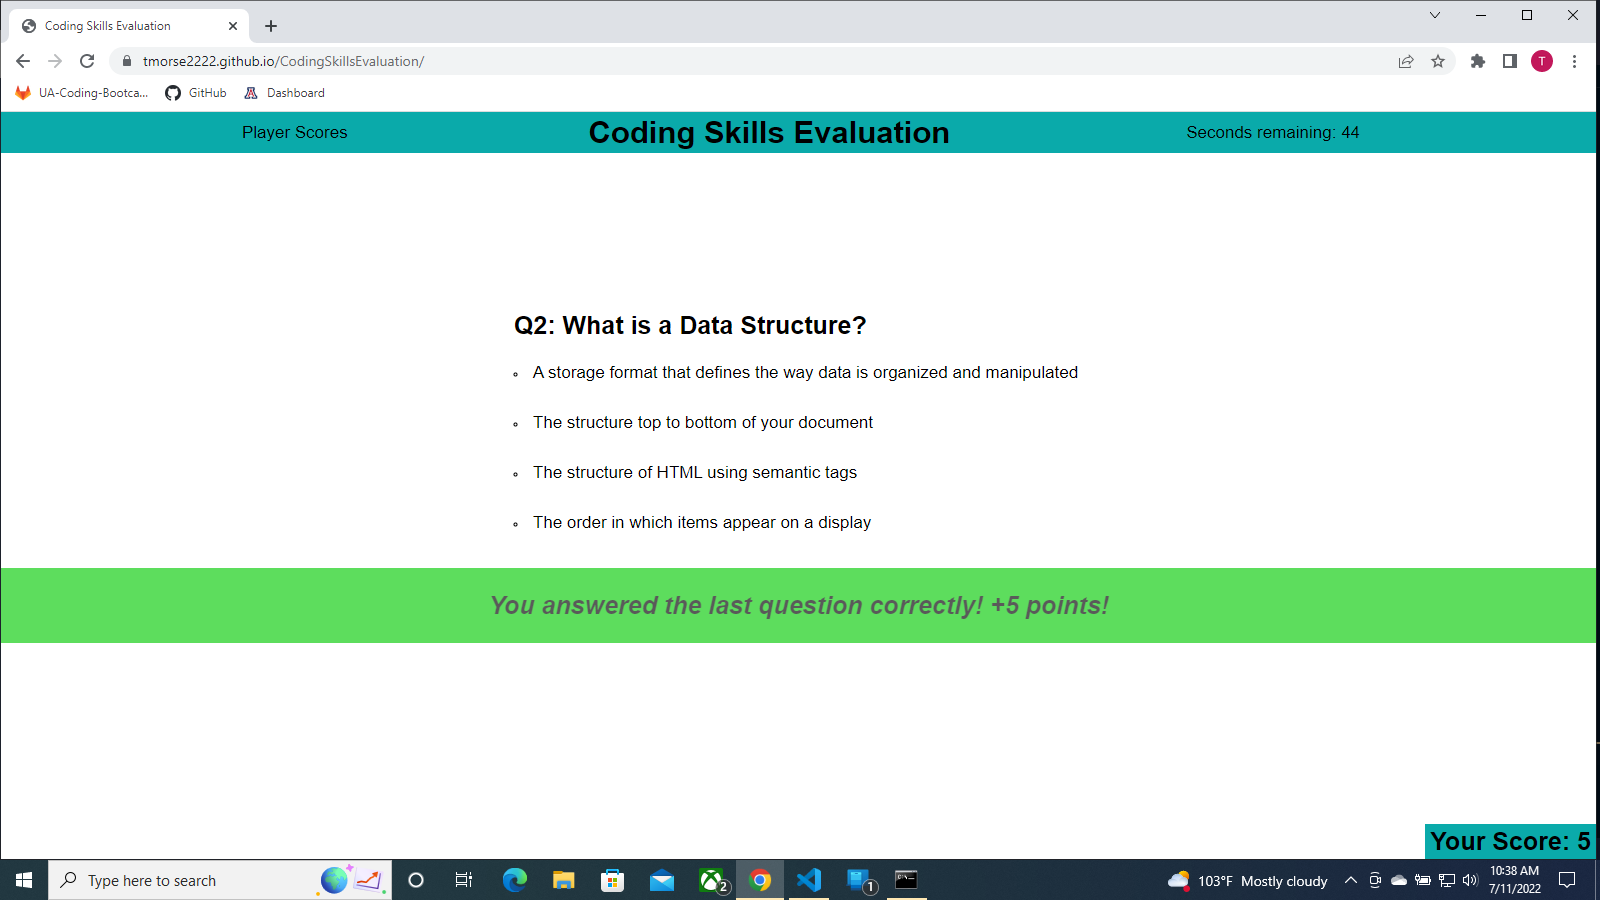 Coding Skills Evaluation
tmorse2222.github.io/CodingSkillsEvaluation/
T
UA-Coding-Bootca...
GitHub
Dashboard
Player Scores
Coding Skills Evaluation
Seconds remaining: 44
Q2: What is a Data Structure?
A storage format that defines the way data is organized and manipulated
The structure top to bottom of your document
The structure of HTML using semantic tags
The order in which items appear on a display
You answered the last question correctly! +5 points!
Your Score: 5
Type here to search
2
1
103°F Mostly cloudy
10:38 AM
7/11/2022